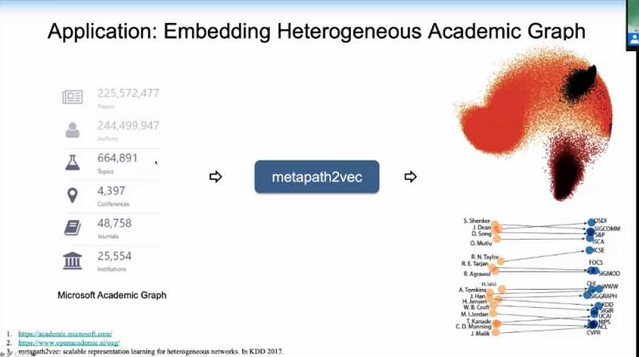 Application: Embedding Heterogeneous Academic Graph
225,572,477
Papers
244,499,947
Authors
664,891
Topics
4,397
Conferences
48,758
Journals
25,554
Institutions
Microsoft Academic Graph
metapath2vec
S. Shenker
J. Dean
D. Song
O. Mutlu
R. N. Taylor
R. E. Tarjan
R. Agrawal
H. Ishii
A. Tomkins
J. Han
H. Jensen
W. B. Croft
M. I. Jordan
T. Kanade
C. D. Manning
J. Malik
OSDI
SIGCOMM
S&P
ISCA
ICSE
FOCS
SIGMOD
CHI
WWW
SIGGRAPH
KDD
SIGIR
IJCAI
NIPS
ACL
CVPR
1. https://academic.microsoft.com/
2. https://www.openacademic.ai/oag/
3. metapath2vec: scalable representation learning for heterogeneous networks. In KDD 2017.